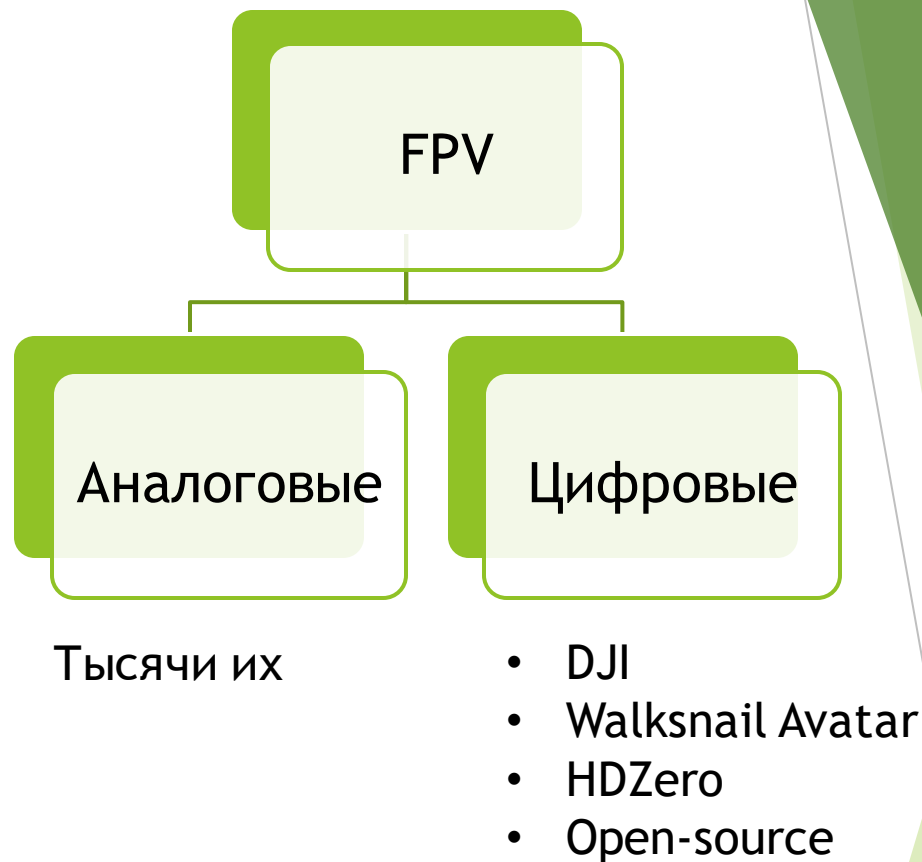 FPV
Аналоговые
Цифровые
Тысячи их
• DJI
• Walksnail Avatar
• HDZero
• Open-source